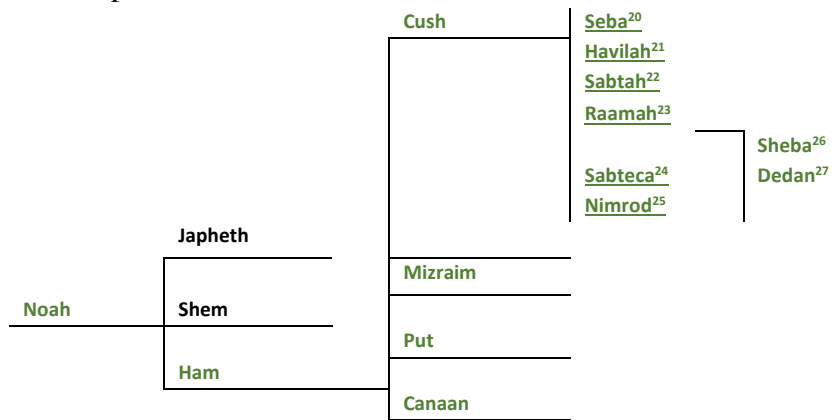 Cush
Seba²⁰
Havilah²¹
Sabtah²²
Raamah²³
Sheba²⁶
Dedan²⁷
Sabteca²⁴
Nimrod²⁵
Japheth
Mizraim
Noah
Shem
Put
Ham
Canaan